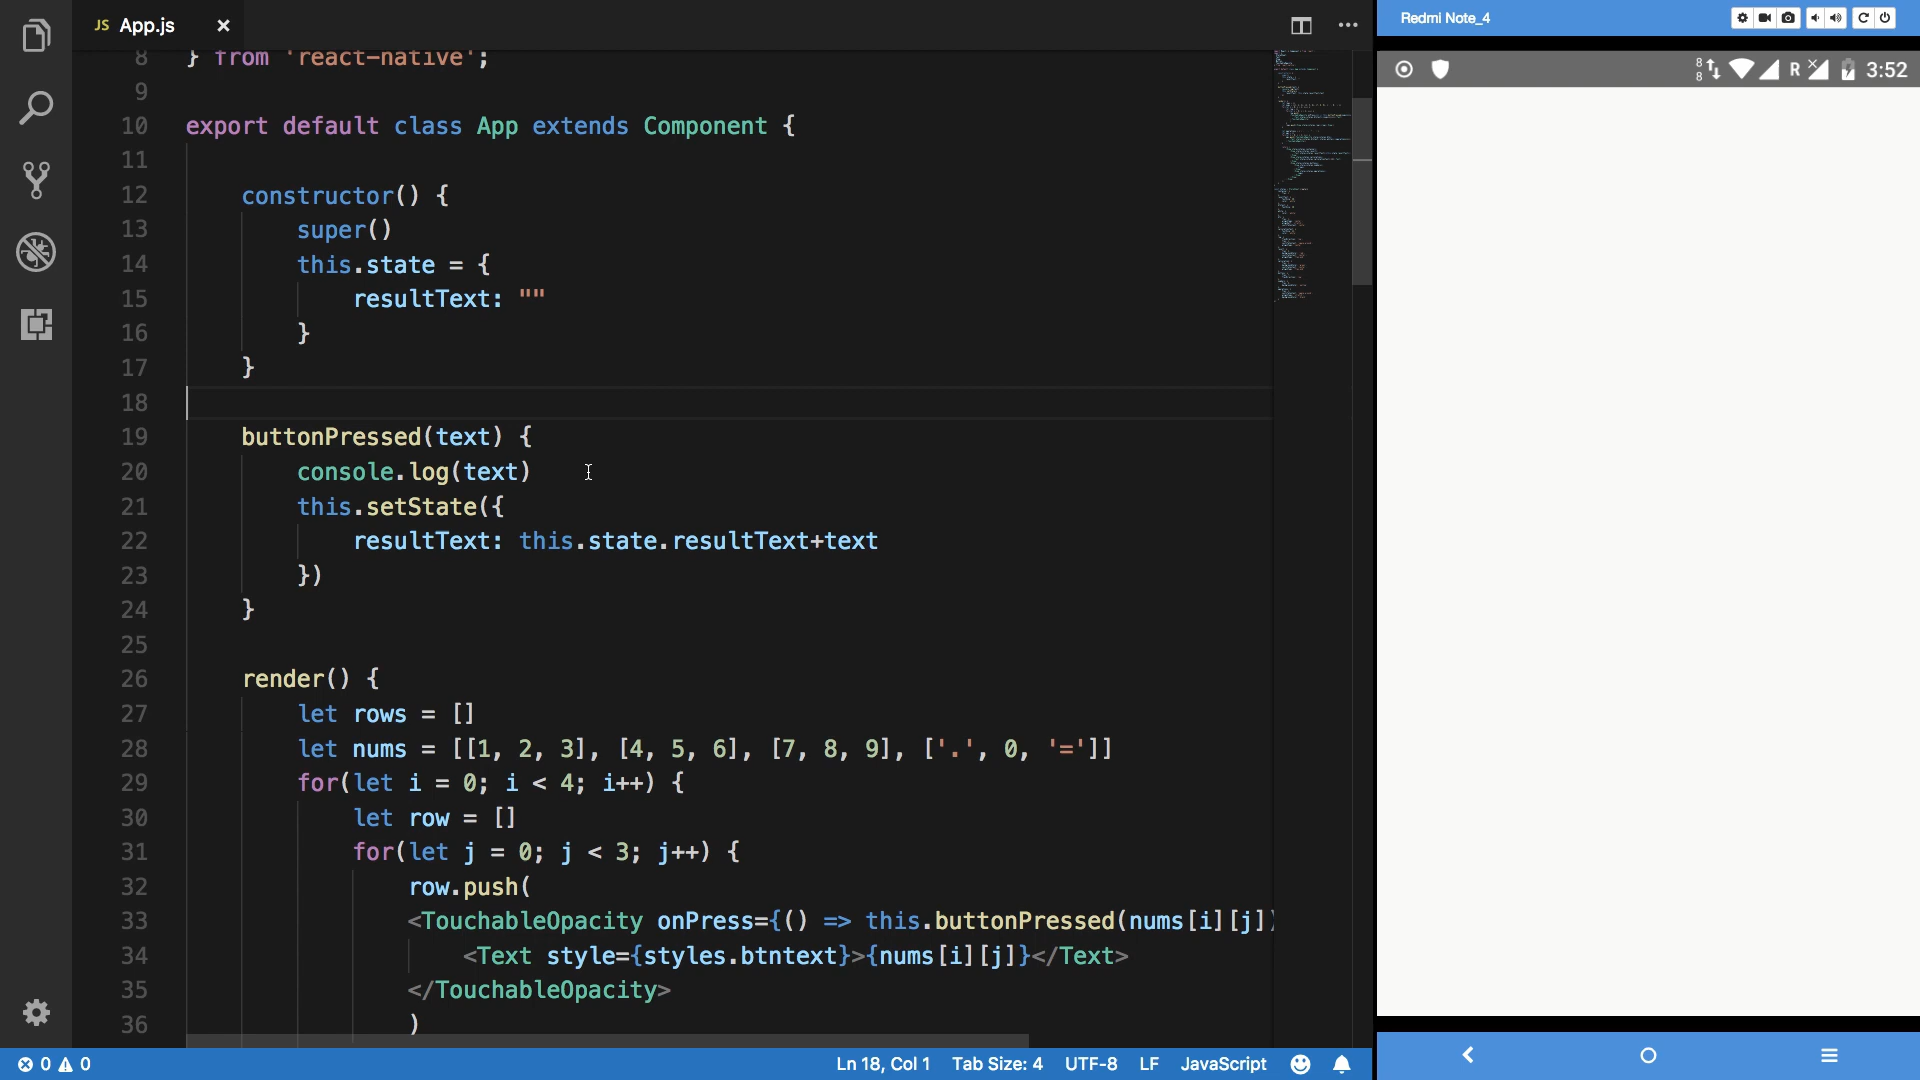 JS App.js
Redmi Note_4
8 8 R 3:52
8 } from 'react-native';
9
10 export default class App extends Component {
11
12 constructor() {
13 super()
14 this.state = {
15 resultText: ""
16 }
17 }
18
19 buttonPressed(text) {
20 console.log(text)
21 this.setState({
22 resultText: this.state.resultText+text
23 })
24 }
25
26 render() {
27 let rows = []
28 let nums = [[1, 2, 3], [4, 5, 6], [7, 8, 9], ['.', 0, '=']]
29 for(let i = 0; i < 4; i++) {
30 let row = []
31 for(let j = 0; j < 3; j++) {
32 row.push(
33 <TouchableOpacity onPress={() => this.buttonPressed(nums[i][j])
34 <Text style={styles.btntext}>{nums[i][j]}</Text>
35 </TouchableOpacity>
36 )
0 0 Ln 18, Col 1 Tab Size: 4 UTF-8 LF JavaScript